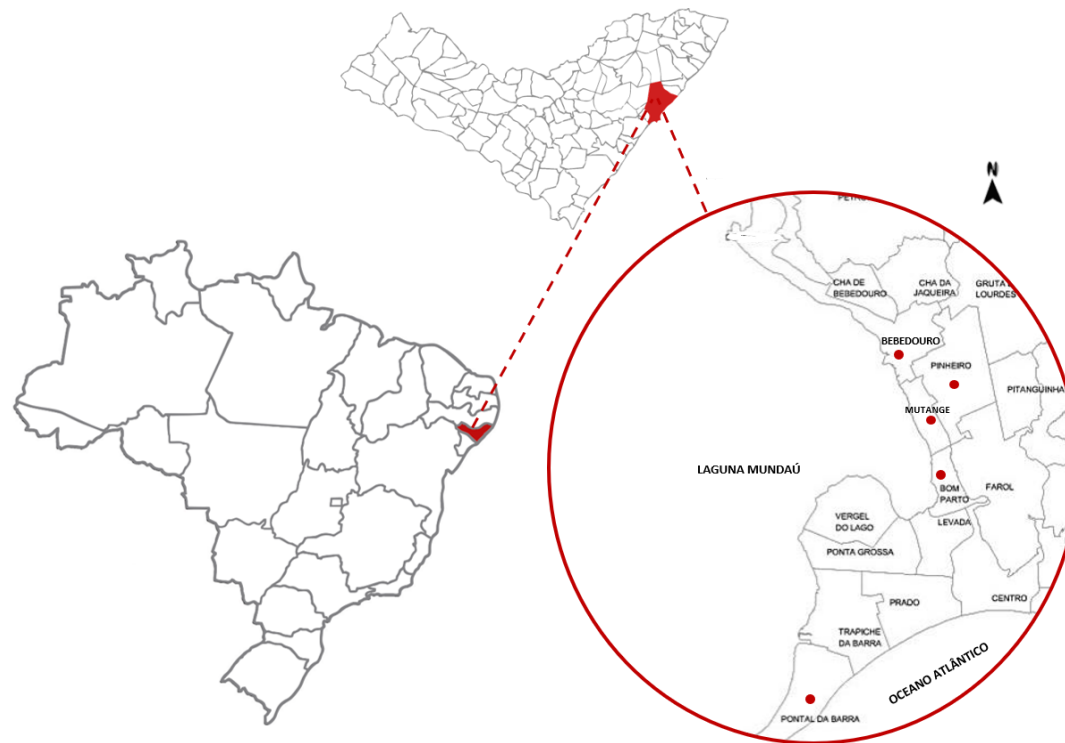 N
CHA DE
BEBEDOURO
CHA DA
JAQUEIRA
GRUTA
LOURDES
BEBEDOURO
PINHEIRO
PITANGUINHA
MUTANGE
LAGUNA MUNDAÚ
BOM
PARTO
FAROL
VERGEL
DO LAGO
LEVADA
PONTA GROSSA
CENTRO
PRADO
TRAPICHE
DA BARRA
OCEANO ATLÂNTICO
PONTAL DA BARRA